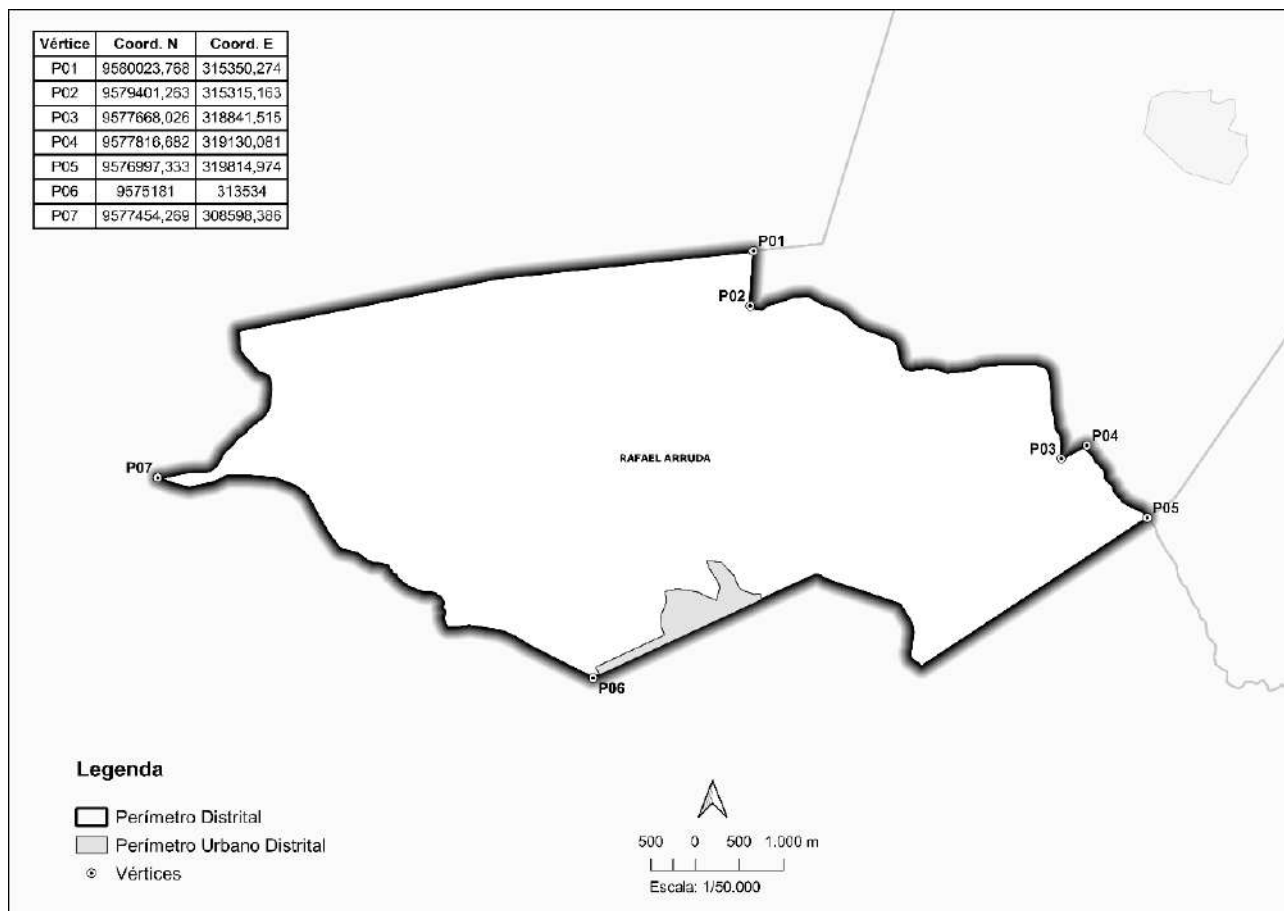 Vértice Coord. N Coord. E
P01 9580023,768 315350,274
P02 9579401,263 315315,163
P03 9577668,026 318841,515
P04 9577816,682 319130,081
P05 9576997,333 319814,974
P06 9575181 313534
P07 9577454,269 308598,386
P01
P02
P04
P03
RAFAEL ARRUDA
P07
P05
P06
Legenda
Perímetro Distrital
Perímetro Urbano Distrital
Vértices
500 0 500 1.000 m
Escala: 1/50.000